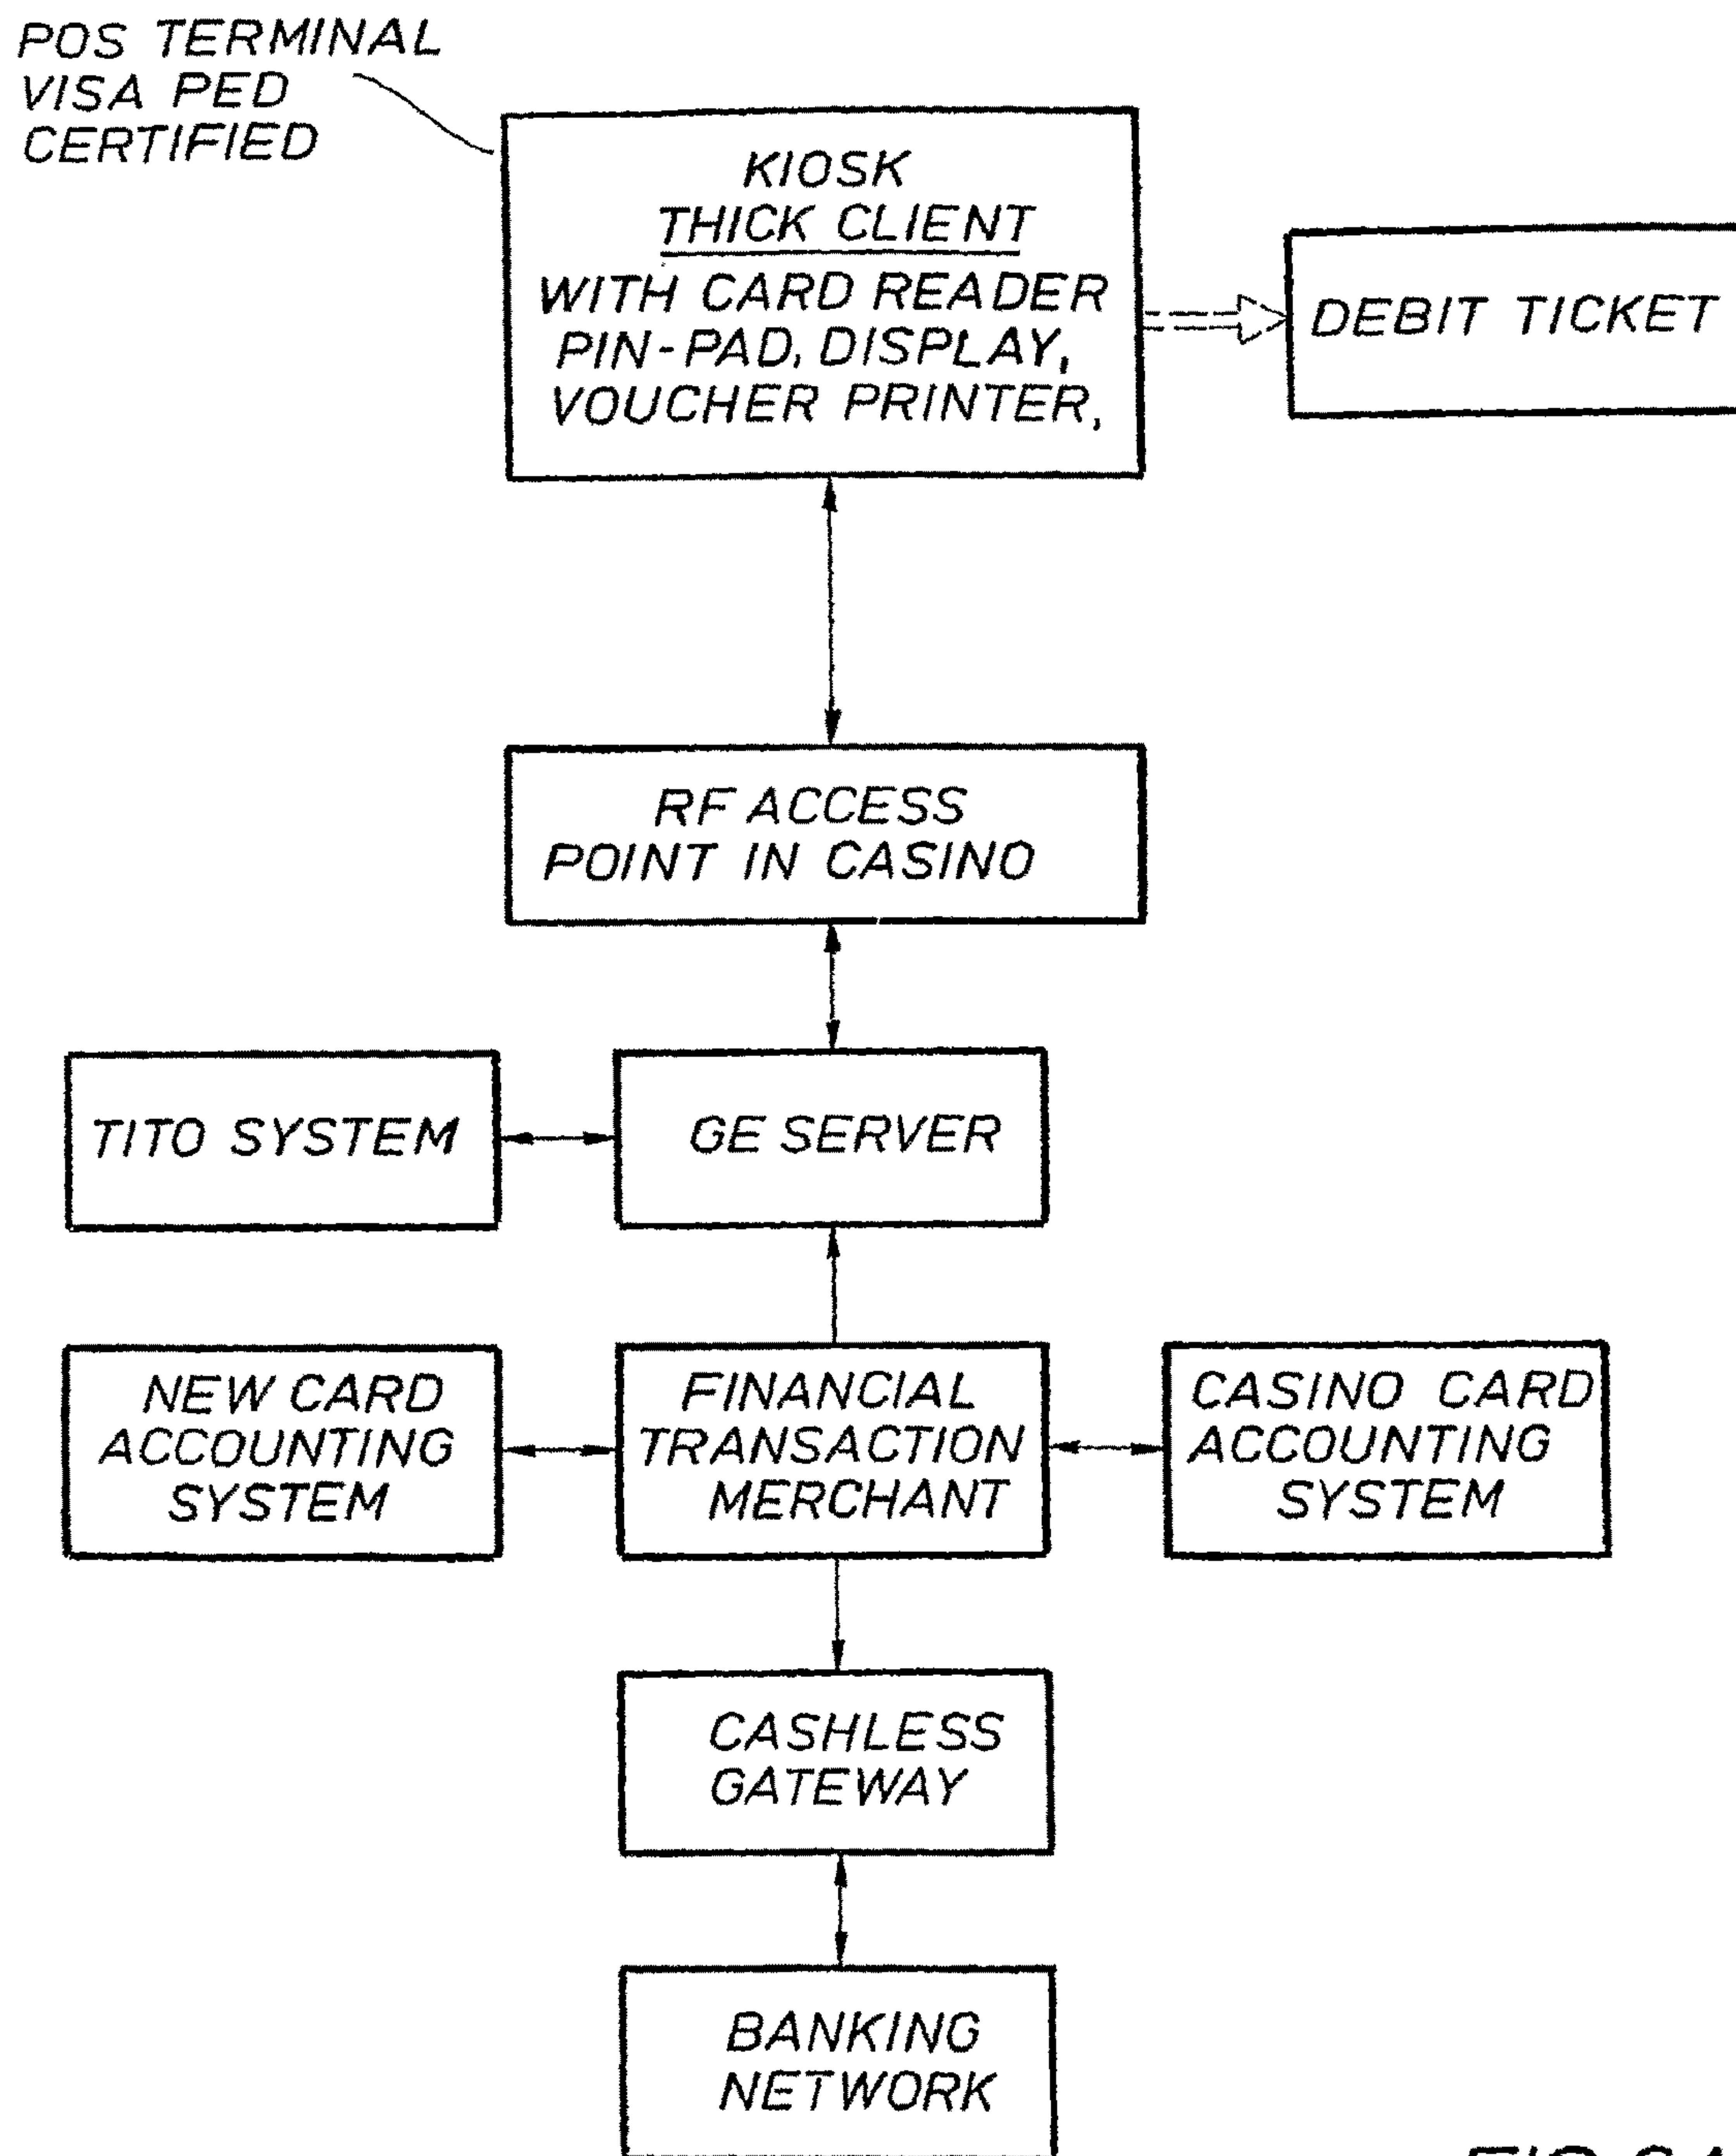 POS TERMINAL
VISA PED
CERTIFIED
KIOSK
THICK CLIENT
WITH CARD READER
PIN-PAD, DISPLAY,
VOUCHER PRINTER,
DEBIT TICKET
RF ACCESS
POINT IN CASINO
TITO SYSTEM
GE SERVER
NEW CARD
ACCOUNTING
SYSTEM
FINANCIAL
TRANSACTION
MERCHANT
CASINO CARD
ACCOUNTING
SYSTEM
CASHLESS
GATEWAY
BANKING
NETWORK